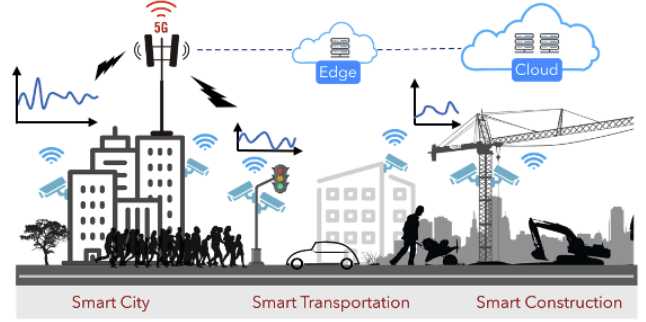 5G
Edge
Cloud
Smart City
Smart Transportation
Smart Construction